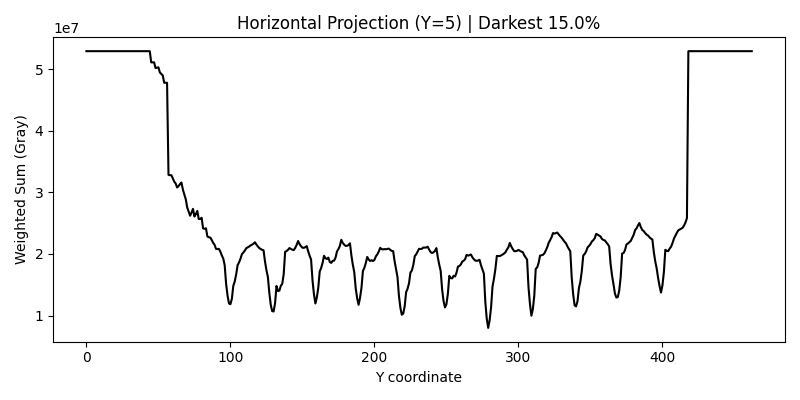 Horizontal Projection (Y=5) | Darkest 15.0%
1e7
5
4
3
2
1
Weighted Sum (Gray)
0 100 200 300 400
Y coordinate